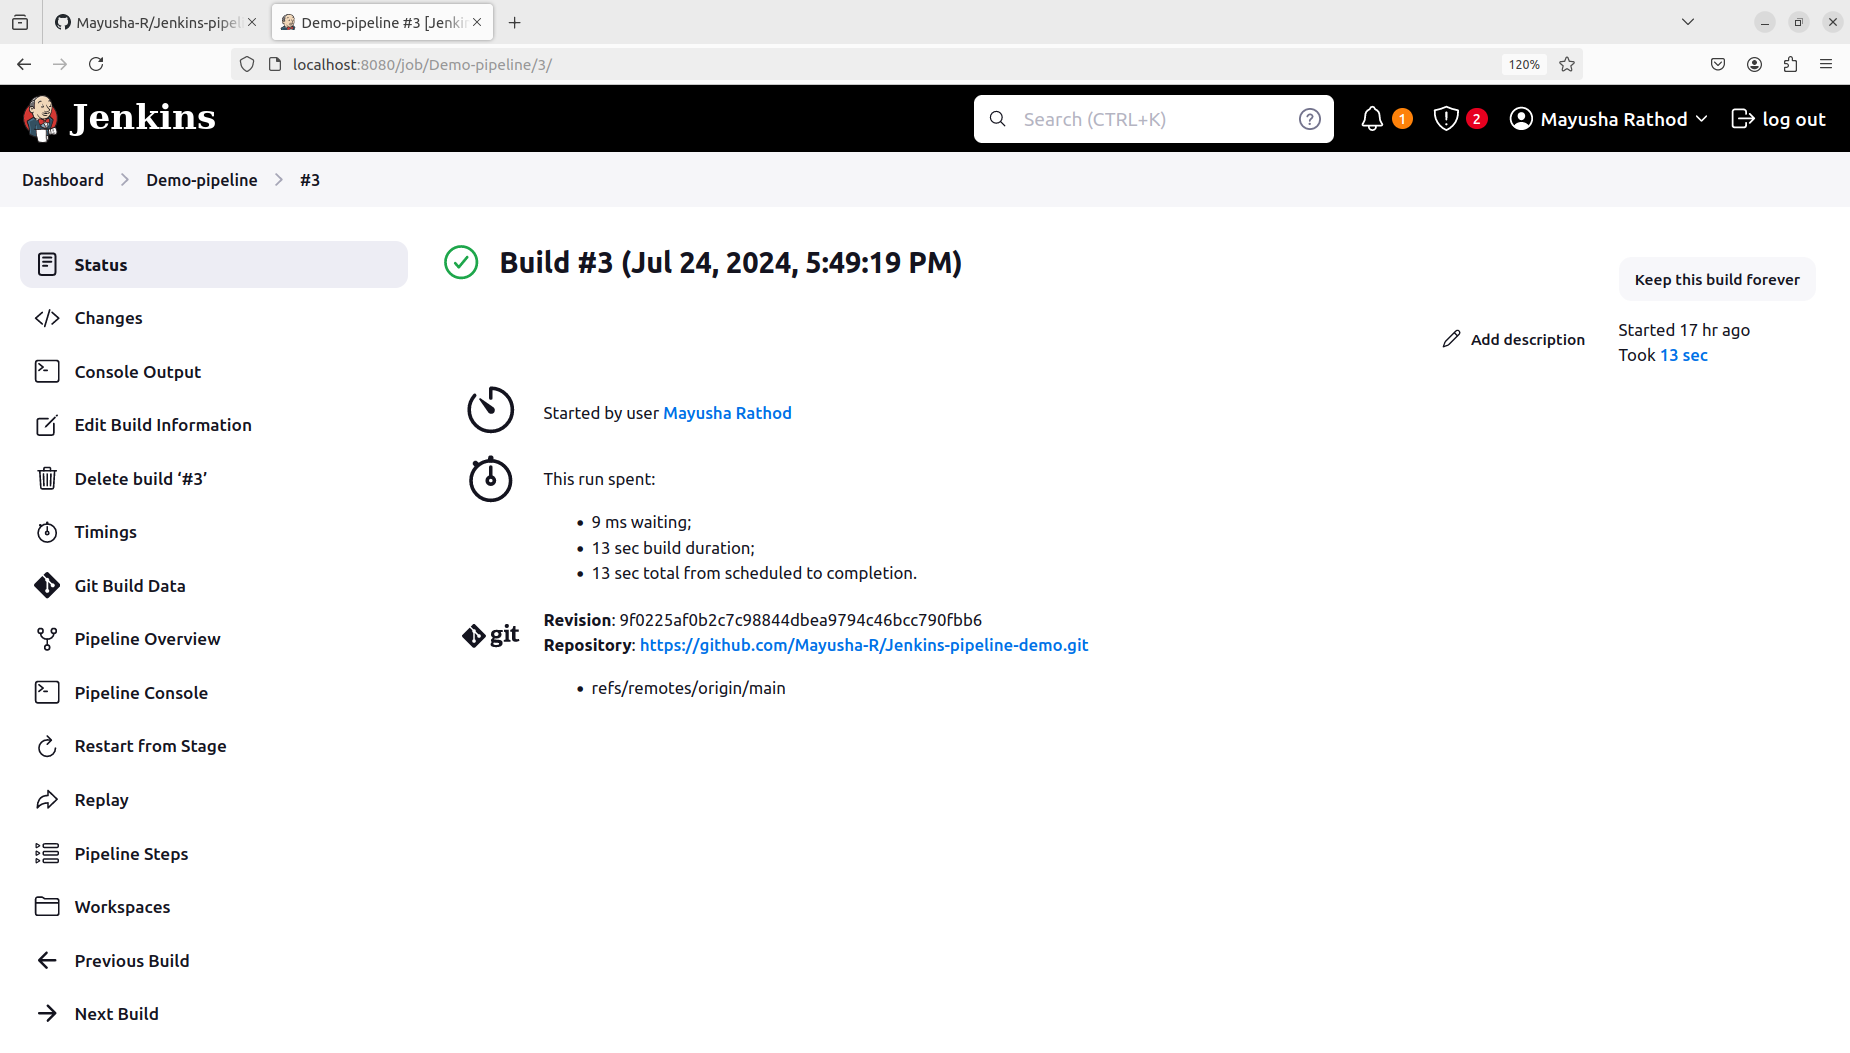 Mayusha-R/Jenkins-pipel
Demo-pipeline #3 [Jenki
localhost:8080/job/Demo-pipeline/3/
120%
Jenkins
Search (CTRL+K)
?
1
2
Mayusha Rathod
log out
Dashboard
Demo-pipeline
#3
Status
Changes
Console Output
Edit Build Information
Delete build ‘#3’
Timings
Git Build Data
Pipeline Overview
Pipeline Console
Restart from Stage
Replay
Pipeline Steps
Workspaces
Previous Build
Next Build
Build #3 (Jul 24, 2024, 5:49:19 PM)
Keep this build forever
Add description
Started 17 hr ago
Took 13 sec
Started by user Mayusha Rathod
This run spent:
• 9 ms waiting;
• 13 sec build duration;
• 13 sec total from scheduled to completion.
git
Revision: 9f0225af0b2c7c98844dbea9794c46bcc790fbb6
Repository: https://github.com/Mayusha-R/Jenkins-pipeline-demo.git
• refs/remotes/origin/main